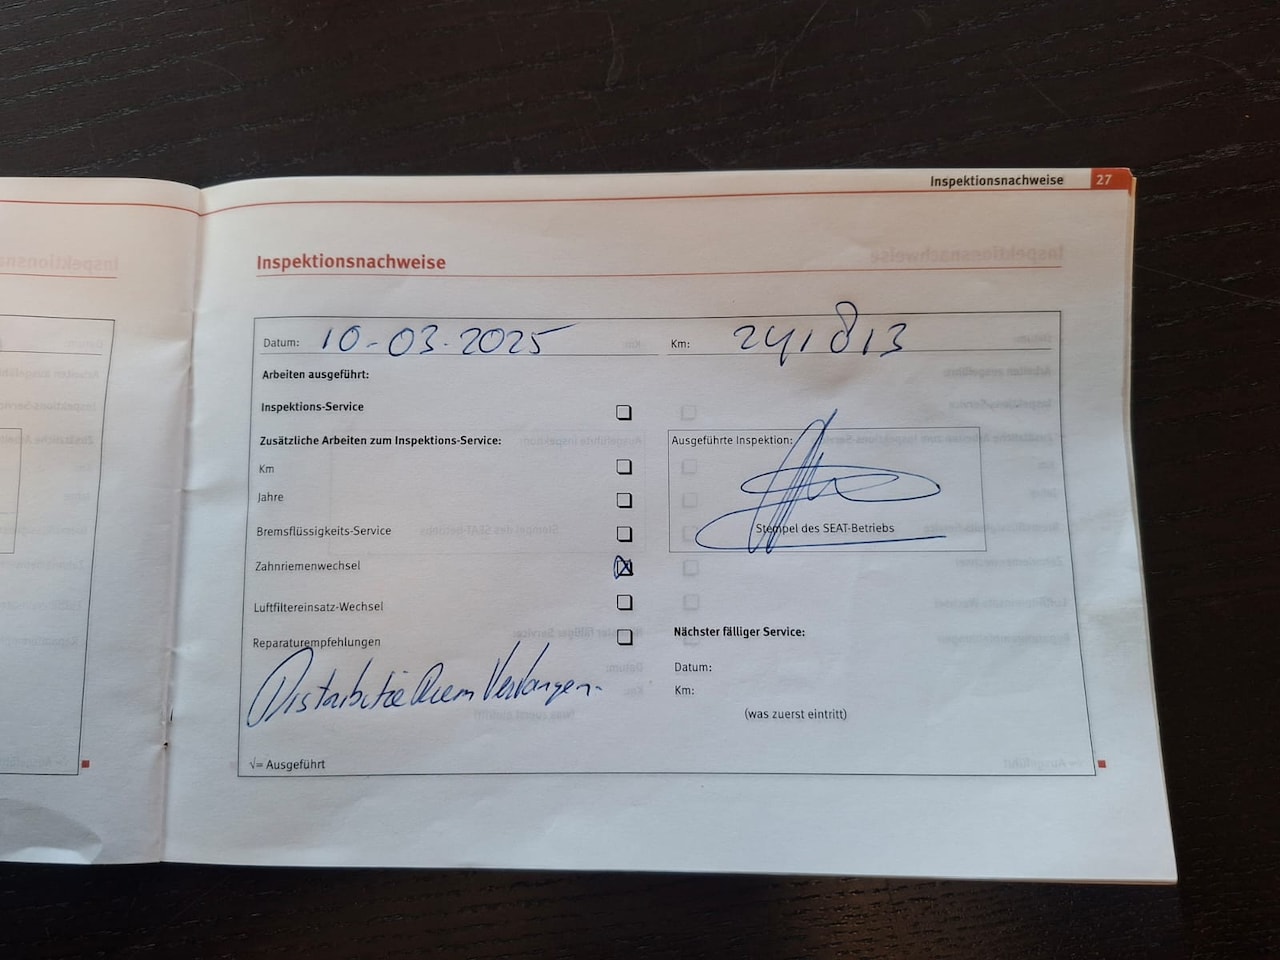 Inspektionsnachweise 27
Inspektionsnachweise
Datum: 10-03-2025 Km: 241813
Arbeiten ausgeführt:
Inspektions-Service
Zusätzliche Arbeiten zum Inspektions-Service:
Ausgeführte Inspektion:
Km
Jahre
Bremsflüssigkeits-Service
Stempel des SEAT-Betriebs
Zahnriemenwechsel
Luftfiltereinsatz-Wechsel
Reparaturempfehlungen
Distributie Riem Vervangen.
Nächster fälliger Service:
Datum:
Km:
(was zuerst eintritt)
√= Ausgeführt